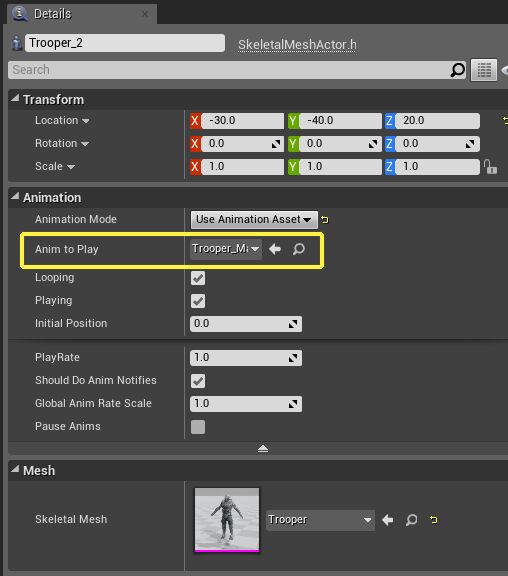 Details
Trooper_2 SkeletalMeshActor.h
Search
Transform
Location X -30.0 Y -40.0 Z 20.0
Rotation X 0.0 Y 0.0 Z 0.0
Scale X 1.0 Y 1.0 Z 1.0
Animation
Animation Mode Use Animation Asset
Anim to Play Trooper_Ma
Looping
Playing
Initial Position 0.0
PlayRate 1.0
Should Do Anim Notifies
Global Anim Rate Scale 1.0
Pause Anims
Mesh
Skeletal Mesh Trooper